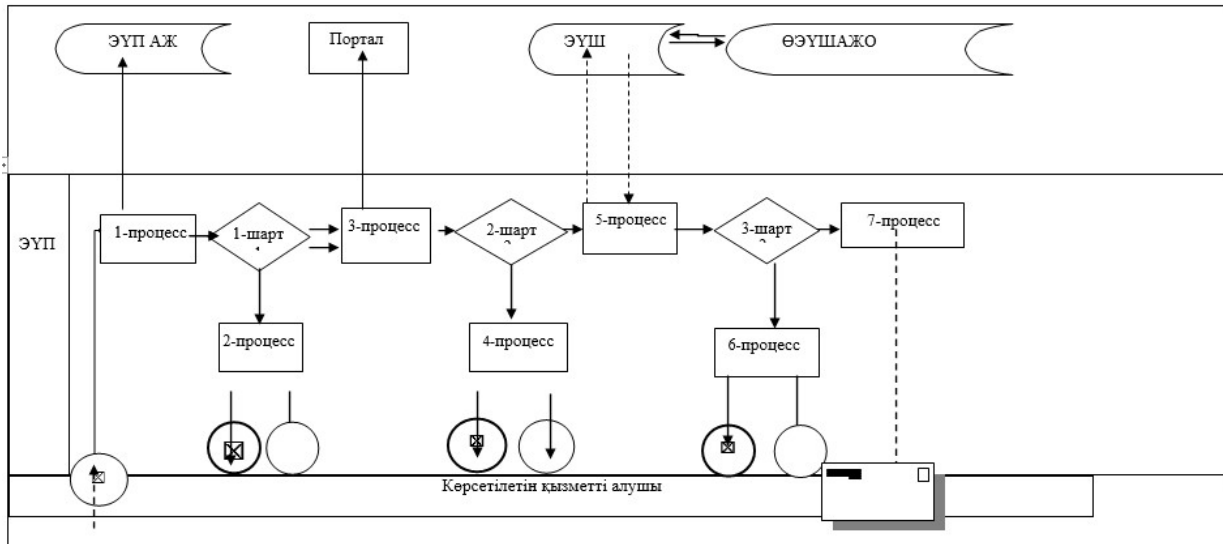 ЭҮП АЖ
Портал
ЭҮШ
ӨЭҮШАЖО
ЭҮП
1-процесс
1-шарт
3-процесс
2-шарт
5-процесс
3-шарт
7-процесс
2-процесс
4-процесс
6-процесс
Көрсетілетін қызметті алушы